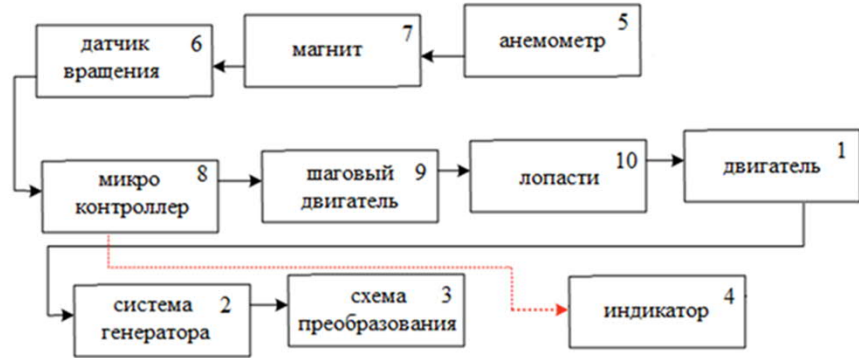 датчик 6
вращения
магнит 7
анемометр 5
микро 8
контроллер
шаговый 9
двигатель
лопасти 10
двигатель 1
система 2
генератора
схема 3
преобразования
индикатор 4